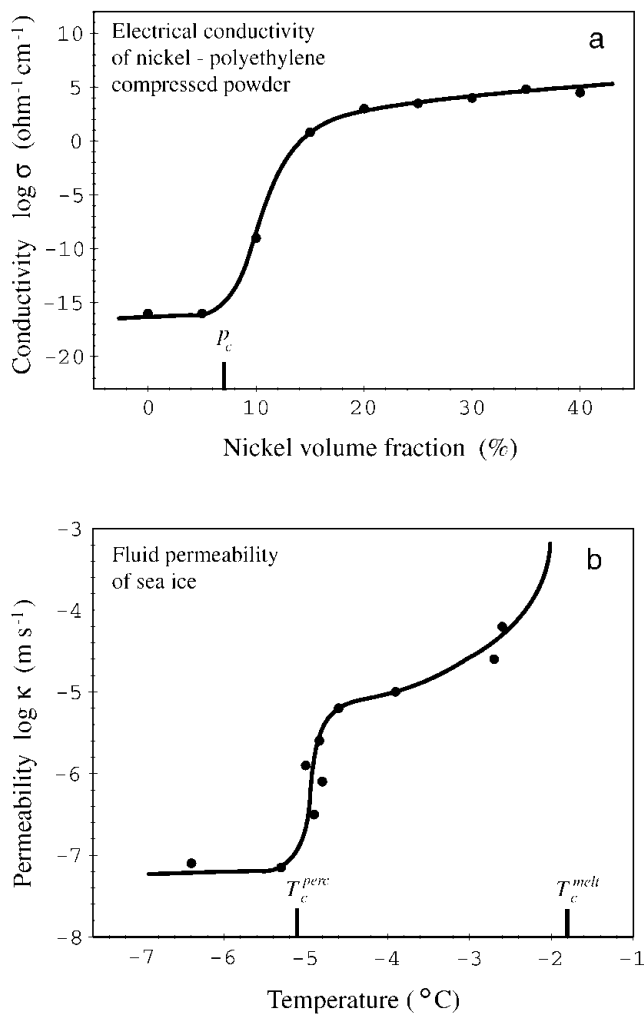 Electrical conductivity
of nickel - polyethylene
compressed powder
a
Conductivity log σ (ohm⁻¹cm⁻¹)
10
5
0
-5
-10
-15
-20
p_c
0 10 20 30 40
Nickel volume fraction (%)
Fluid permeability
of sea ice
b
Permeability log κ (m s⁻¹)
-3
-4
-5
-6
-7
-8
T_c^perc
T_c^melt
-7 -6 -5 -4 -3 -2 -1
Temperature (°C)